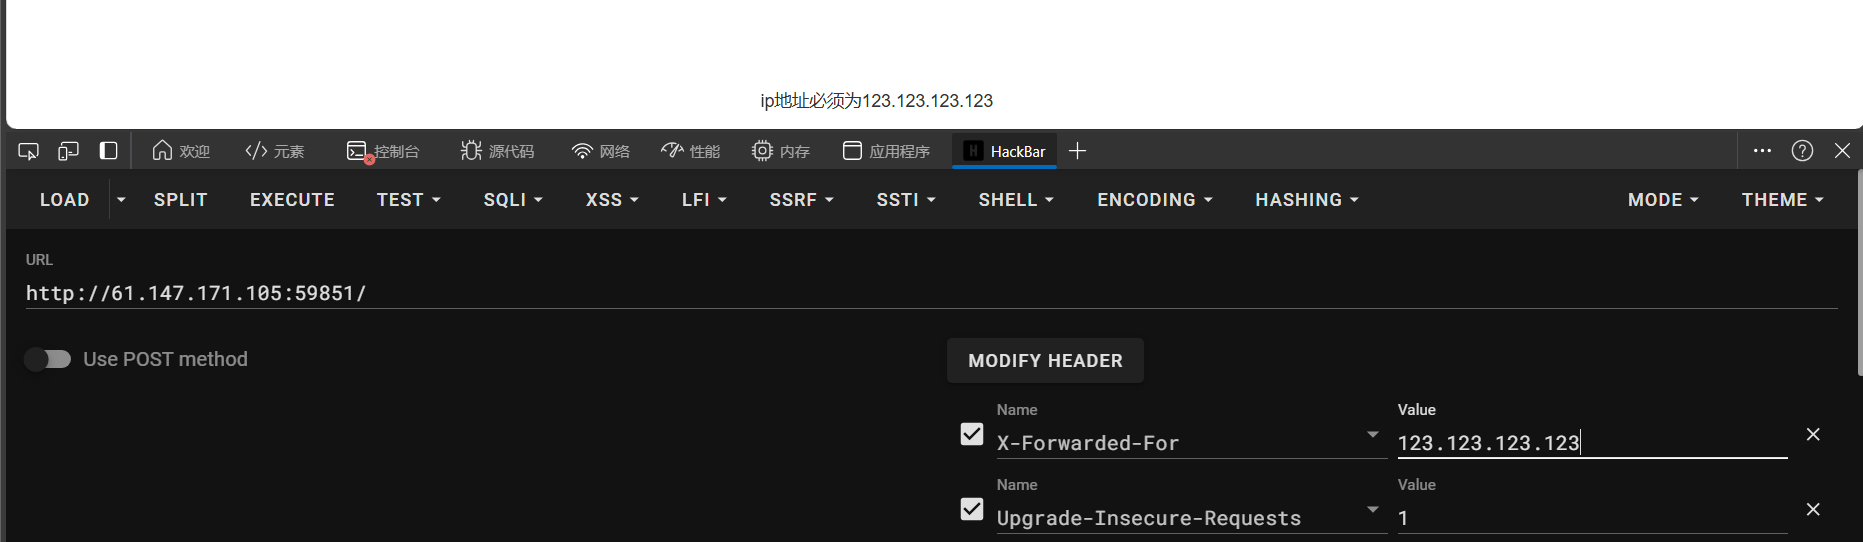 ip地址必须为123.123.123.123
欢迎 元素 控制台 源代码 网络 性能 内存 应用程序 H HackBar
LOAD SPLIT EXECUTE TEST SQLI XSS LFI SSRF SSTI SHELL ENCODING HASHING MODE THEME
URL
http://61.147.171.105:59851/
Use POST method MODIFY HEADER
Name Value
X-Forwarded-For 123.123.123.123
Name Value
Upgrade-Insecure-Requests 1